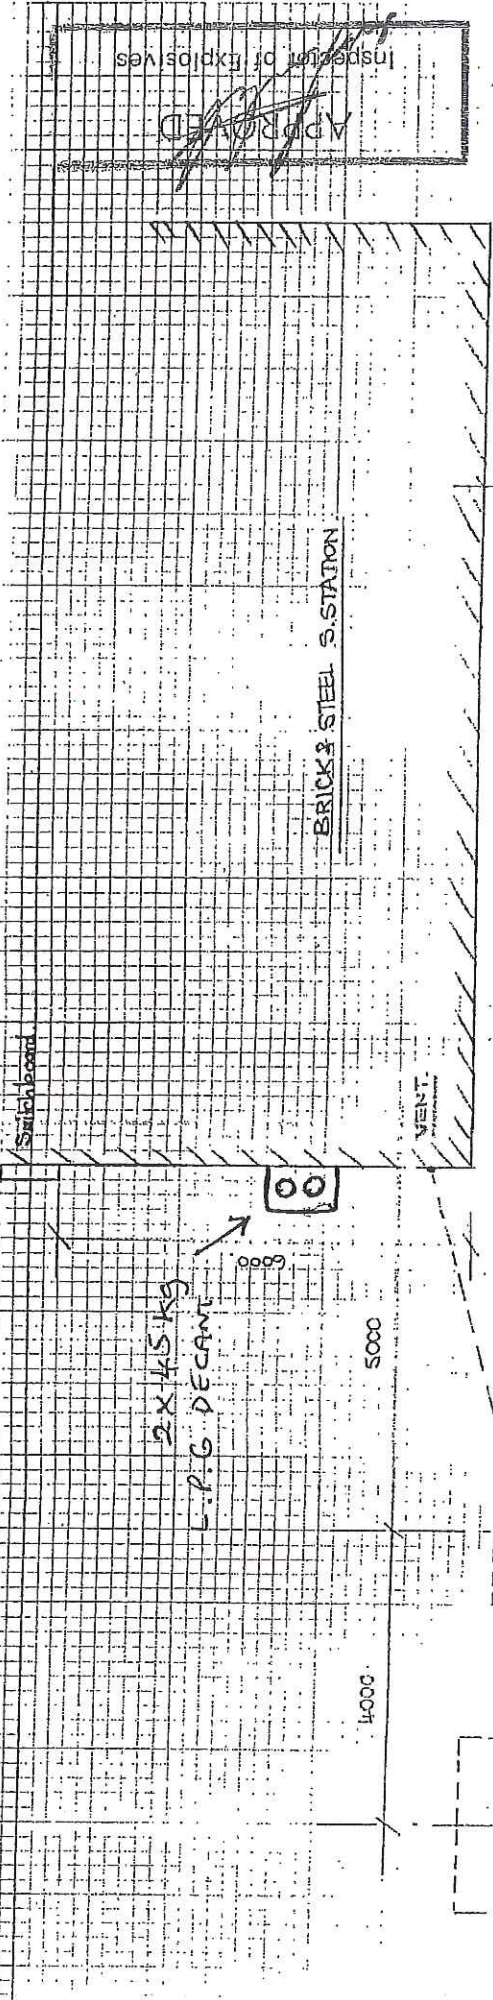 Inspector of Explosives
APPROVED
BRICK & STEEL S.STATION
Switchboard
VENT.
2 X 45 Kg
L.P.G DECANT
6000
5000
4000